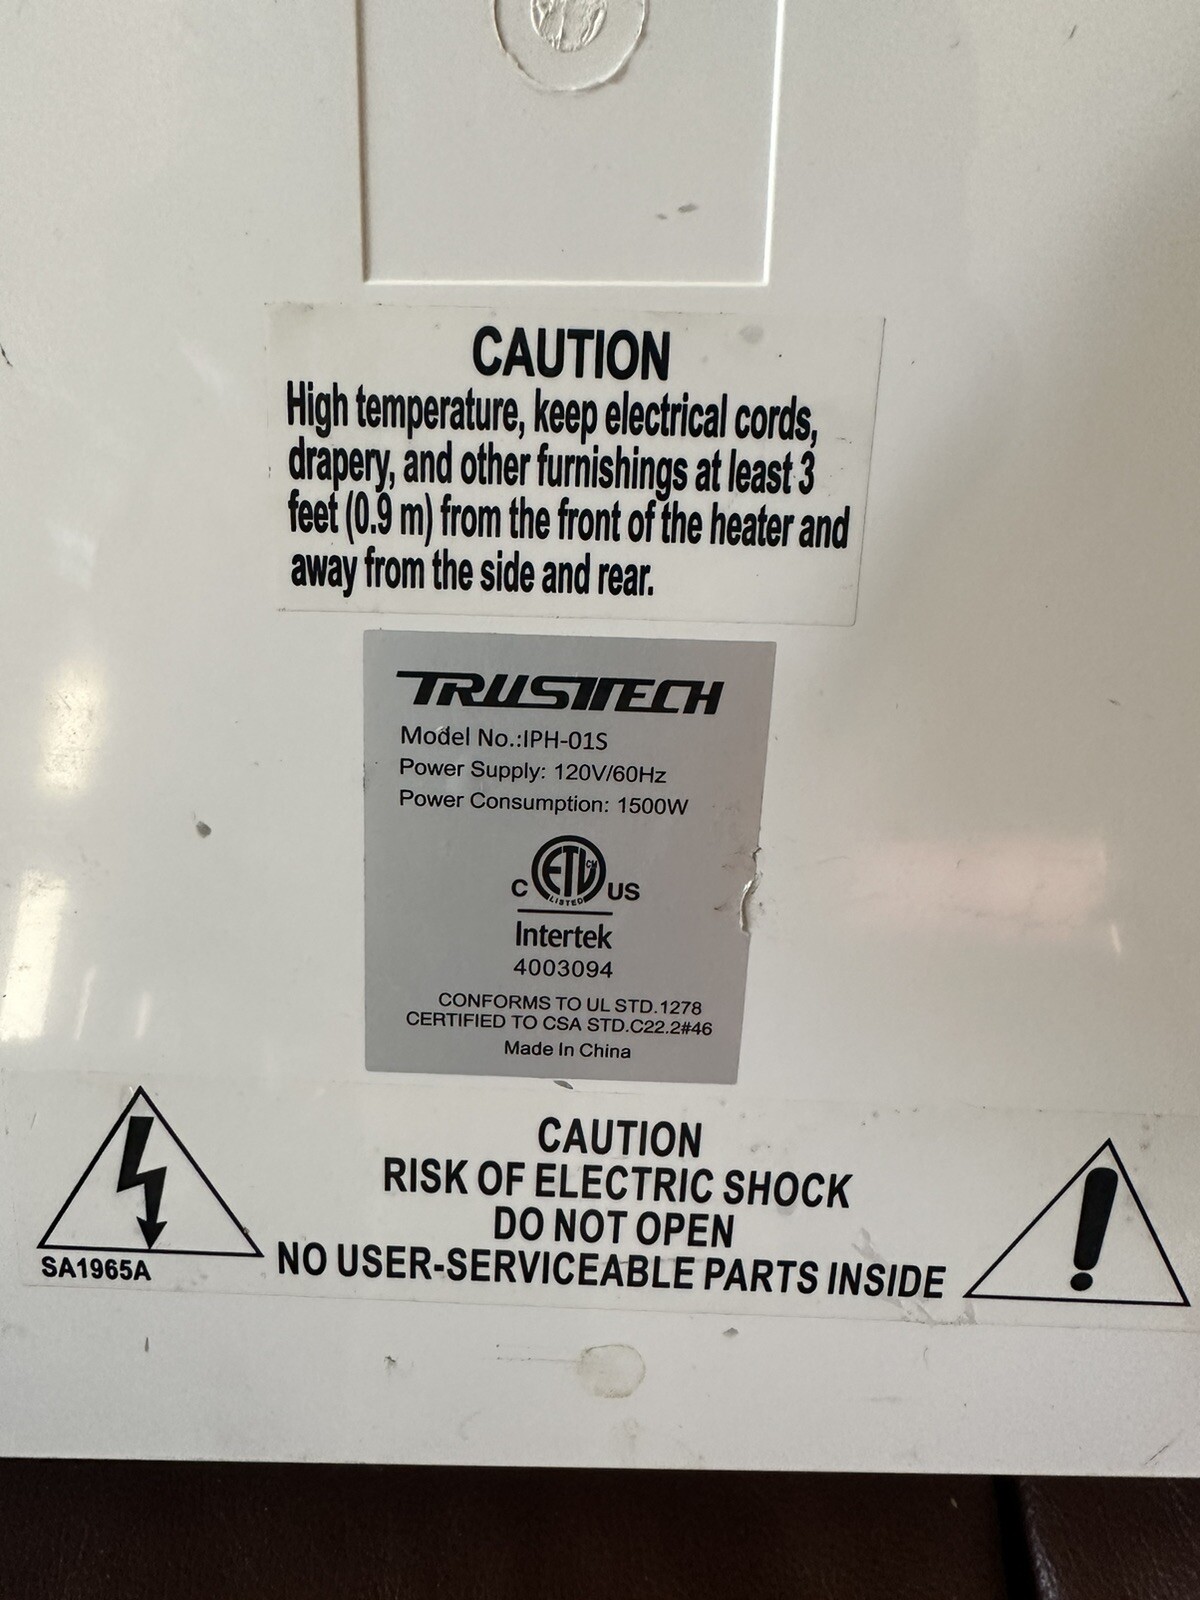 CAUTION
High temperature, keep electrical cords,
drapery, and other furnishings at least 3
feet (0.9 m) from the front of the heater and
away from the side and rear.
TRUSTTECH
Model No.:IPH-01S
Power Supply: 120V/60Hz
Power Consumption: 1500W
C ETL CM LISTED US
Intertek
4003094
CONFORMS TO UL STD.1278
CERTIFIED TO CSA STD.C22.2#46
Made In China
CAUTION
RISK OF ELECTRIC SHOCK
DO NOT OPEN
NO USER-SERVICEABLE PARTS INSIDE
SA1965A